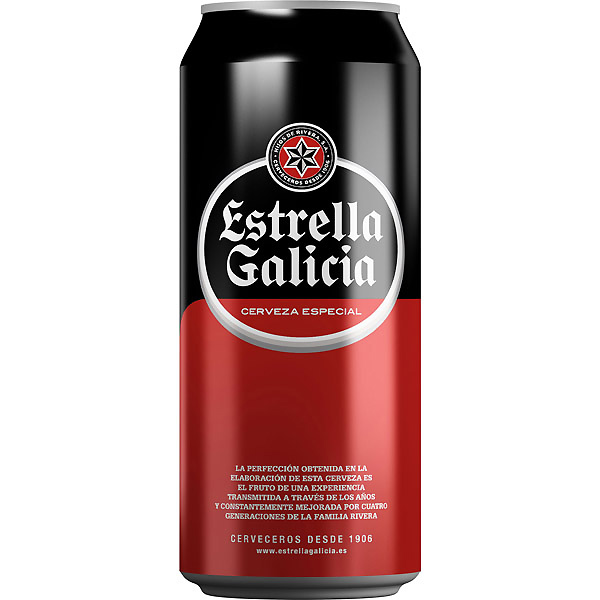 HIJOS DE RIVERA, S.A.
CERVECEROS DESDE 1906
Estrella
Galicia
CERVEZA ESPECIAL
LA PERFECCIÓN OBTENIDA EN LA
ELABORACIÓN DE ESTA CERVEZA ES
EL FRUTO DE UNA EXPERIENCIA
TRANSMITIDA A TRAVÉS DE LOS AÑOS
Y CONSTANTEMENTE MEJORADA POR CUATRO
GENERACIONES DE LA FAMILIA RIVERA
CERVECEROS DESDE 1906
www.estrellagalicia.es